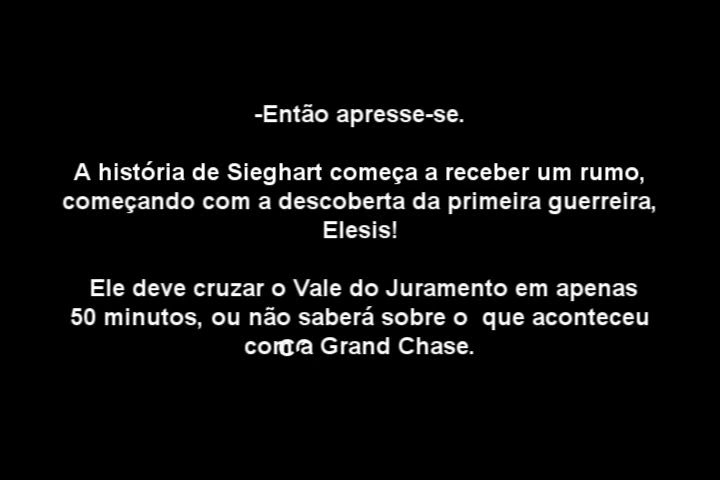 -Então apresse-se.
A história de Sieghart começa a receber um rumo,
começando com a descoberta da primeira guerreira,
Elesis!
Ele deve cruzar o Vale do Juramento em apenas
50 minutos, ou não saberá sobre o  que aconteceu
com a Grand Chase.